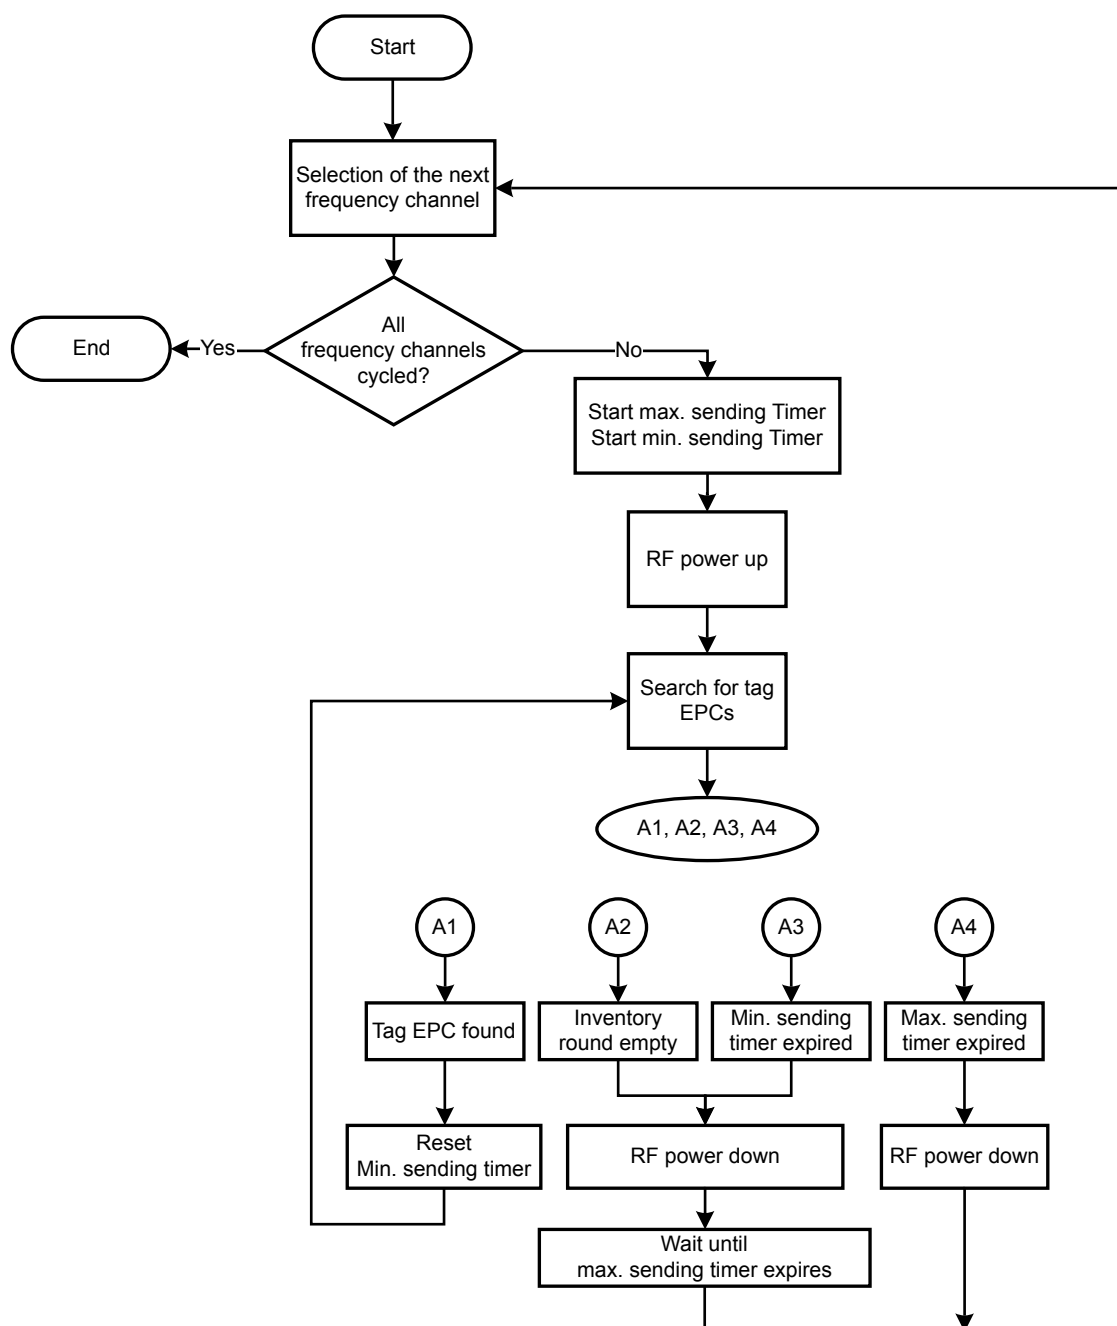 Start
Selection of the next
frequency channel
All
frequency channels
cycled?
Yes
End
No
Start max. sending Timer
Start min. sending Timer
RF power up
Search for tag
EPCs
A1, A2, A3, A4
A1
A2
A3
A4
Tag EPC found
Inventory
round empty
Min. sending
timer expired
Max. sending
timer expired
Reset
Min. sending timer
RF power down
RF power down
Wait until
max. sending timer expires